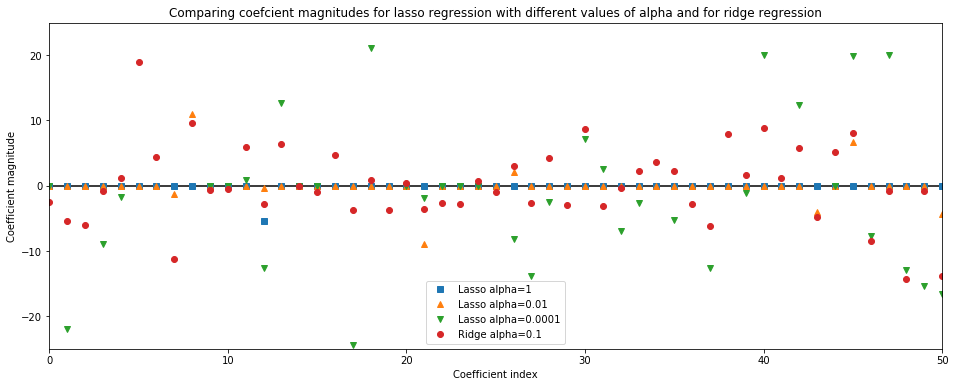 Comparing coefcient magnitudes for lasso regression with different values of alpha and for ridge regression
Coefficient magnitude
20
10
0
−10
−20
Lasso alpha=1
Lasso alpha=0.01
Lasso alpha=0.0001
Ridge alpha=0.1
0 10 20 30 40 50
Coefficient index